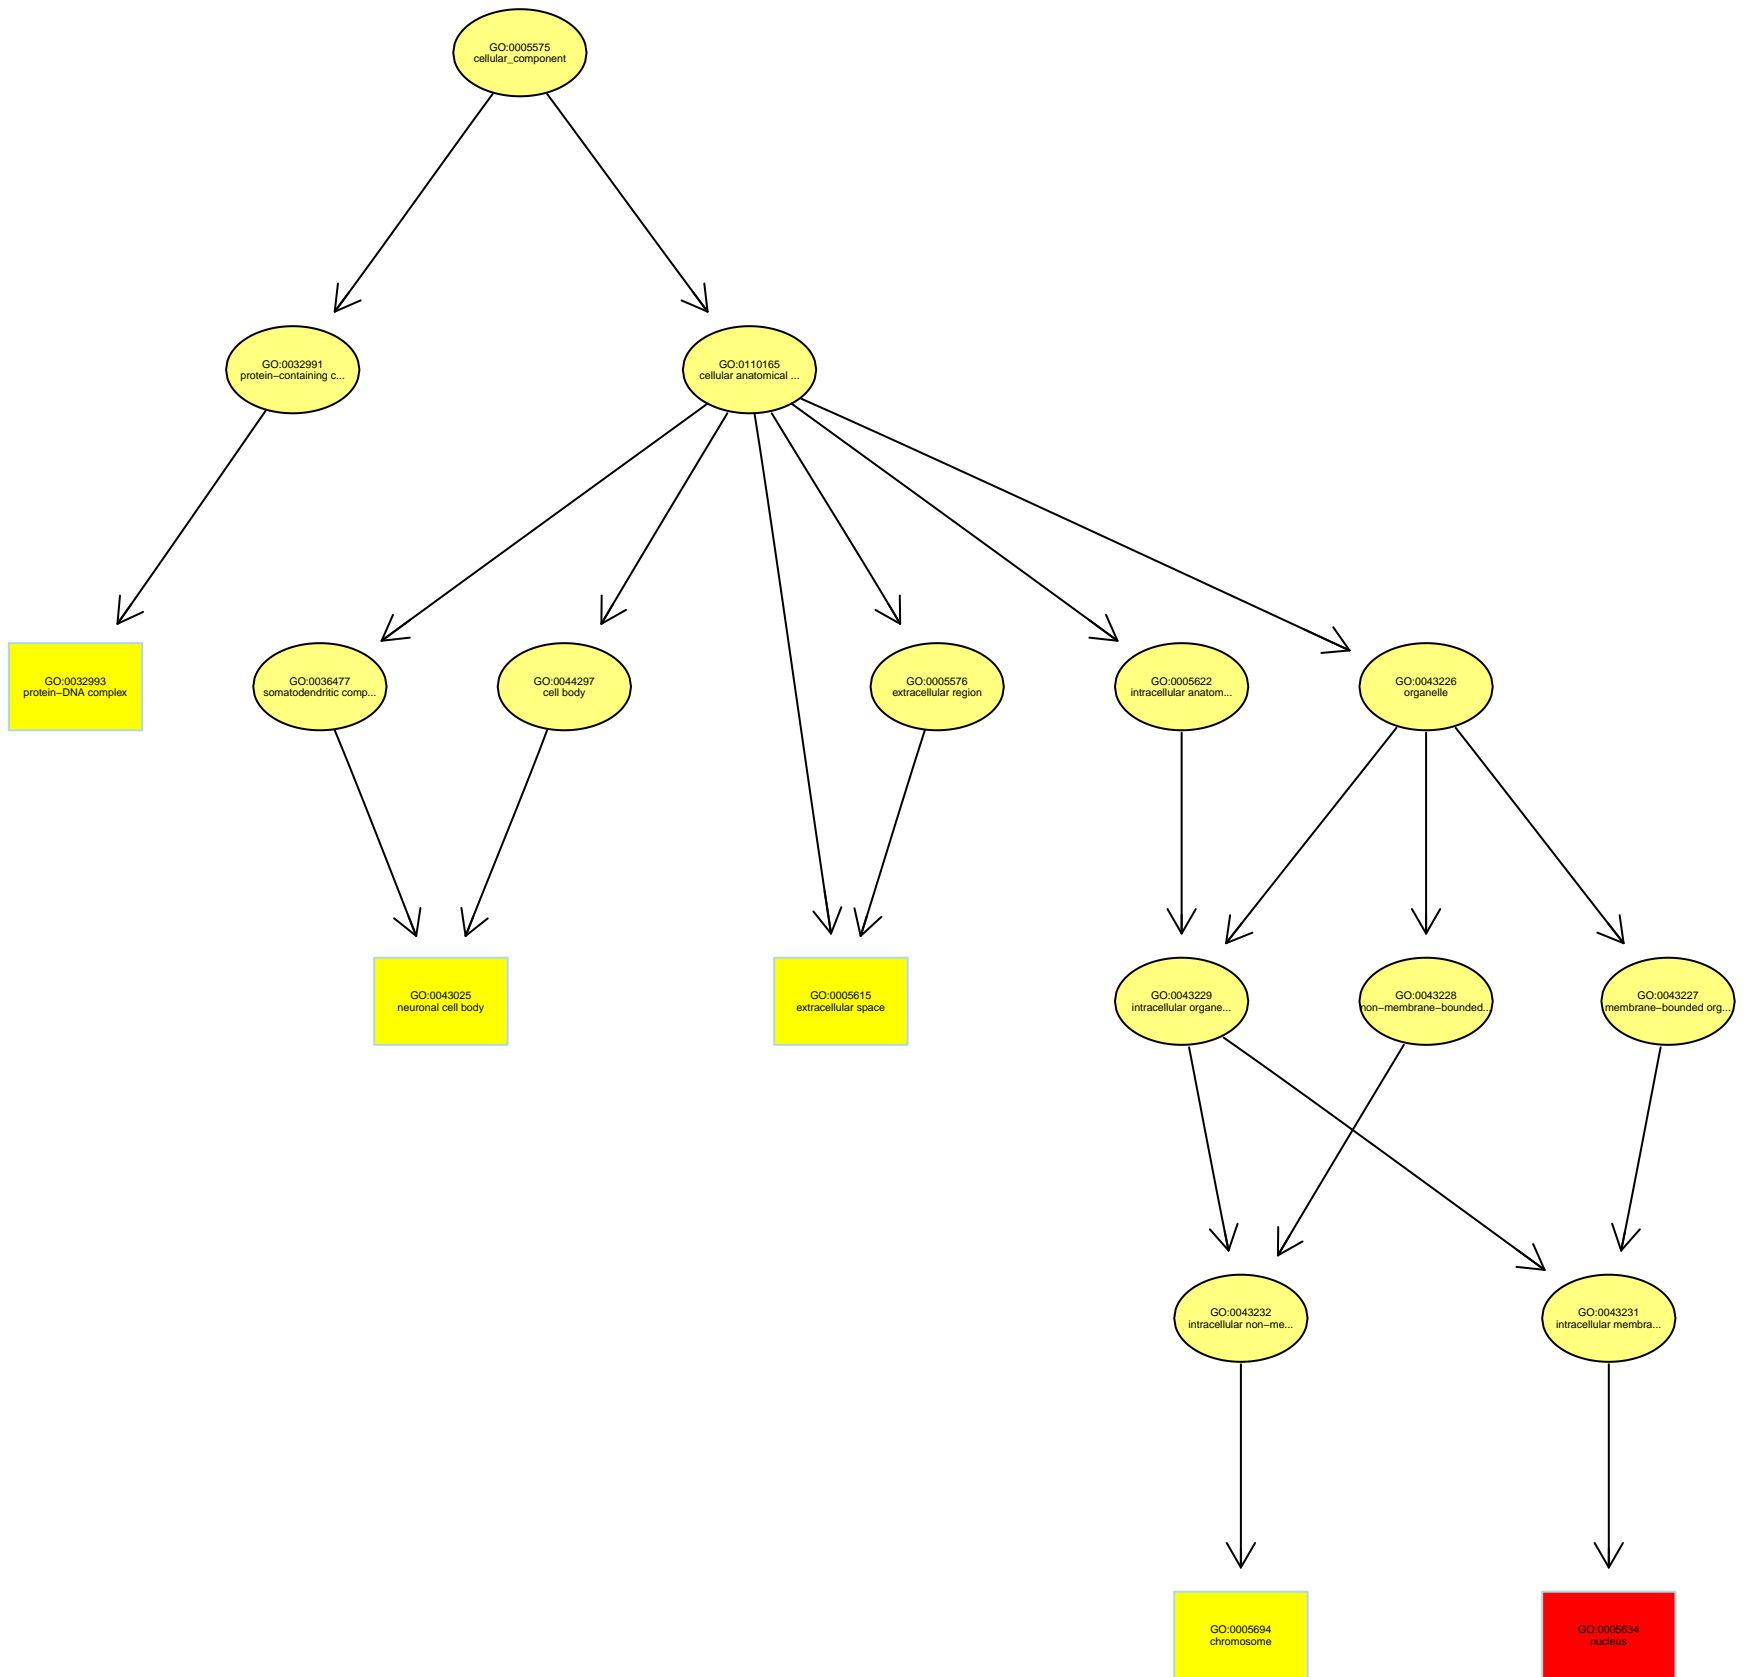 GO:0005575
cellular_component
GO:0032991
protein−containing c...
GO:0110165
cellular anatomical ...
GO:0032993
protein−DNA complex
GO:0036477
somatodendritic comp...
GO:0044297
cell body
GO:0005576
extracellular region
GO:0005622
intracellular anatom...
GO:0043226
organelle
GO:0043025
neuronal cell body
GO:0005615
extracellular space
GO:0043229
intracellular organe...
GO:0043228
non−membrane−bounded...
GO:0043227
membrane−bounded org...
GO:0043232
intracellular non−me...
GO:0043231
intracellular membra...
GO:0005694
chromosome
GO:0005634
nucleus